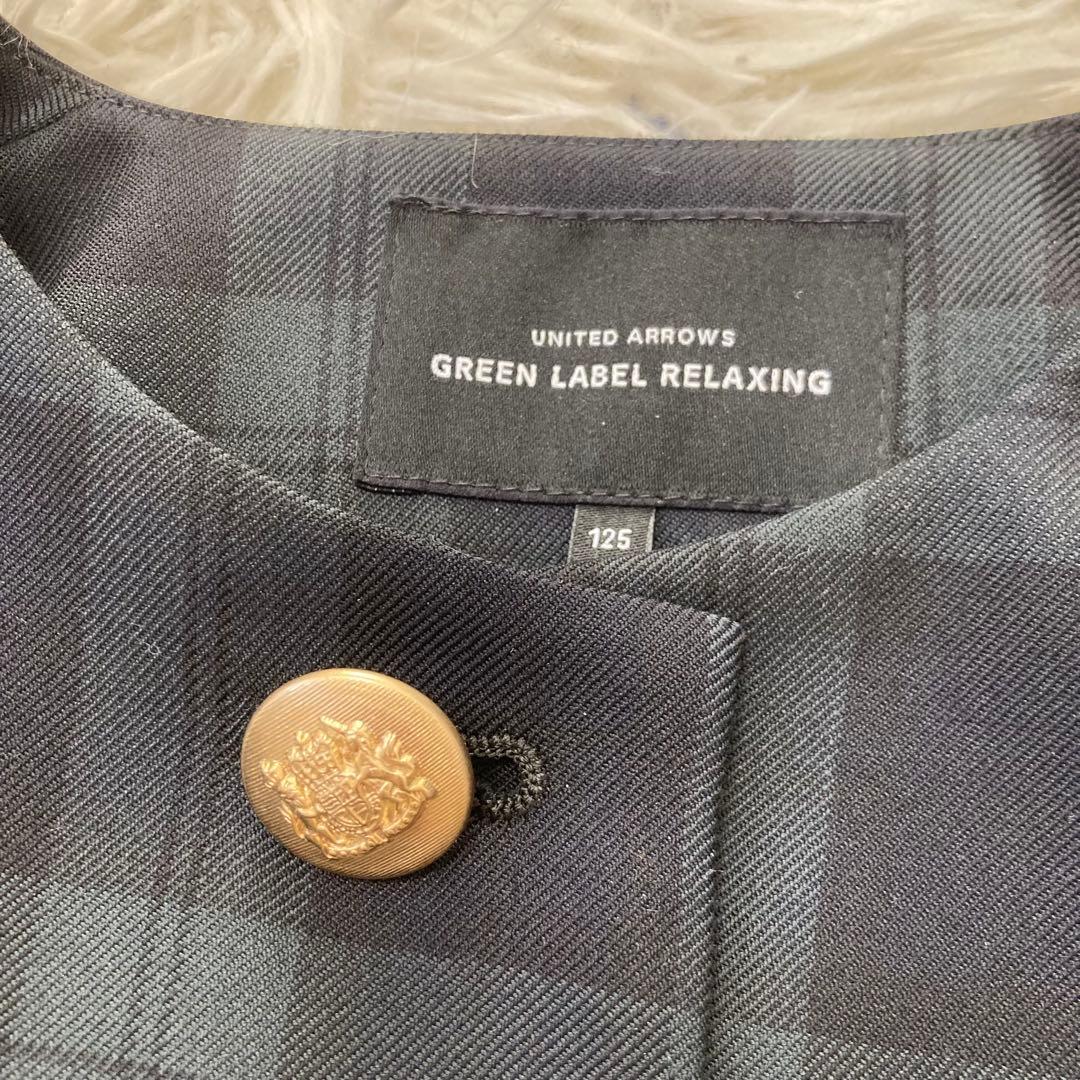 UNITED ARROWS
GREEN LABEL RELAXING
125